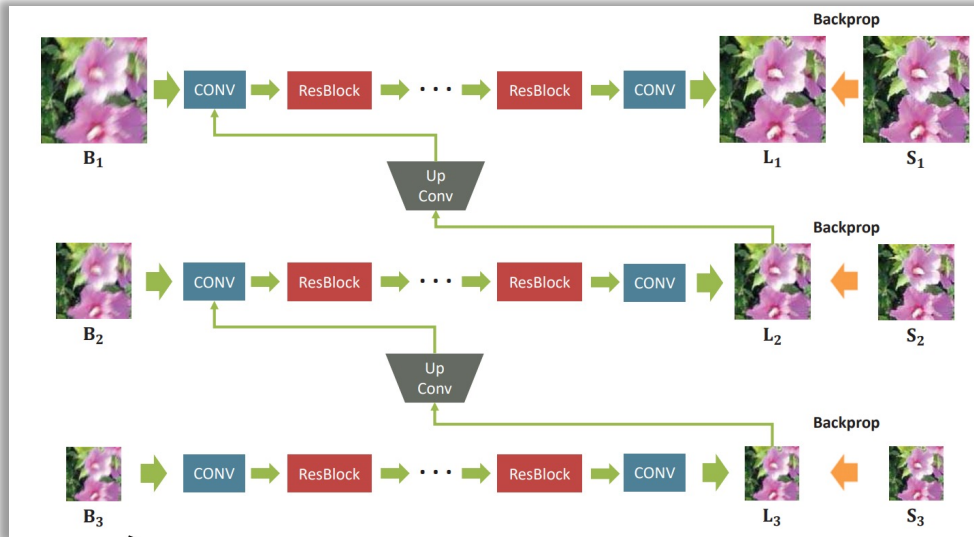 Backprop
CONV ResBlock ... ResBlock CONV
B1 L1 S1
Up
Conv
Backprop
CONV ResBlock ... ResBlock CONV
B2 L2 S2
Up
Conv
Backprop
CONV ResBlock ... ResBlock CONV
B3 L3 S3